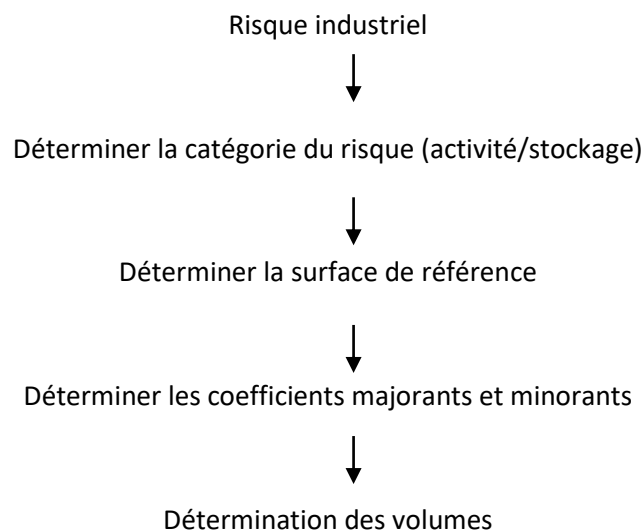 Risque industriel
Déterminer la catégorie du risque (activité/stockage)
Déterminer la surface de référence
Déterminer les coefficients majorants et minorants
Détermination des volumes